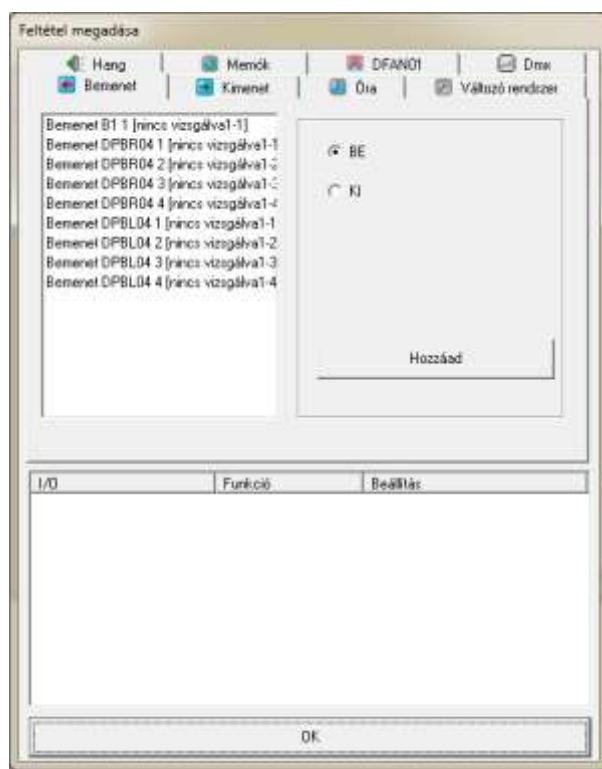 Feltétel megadása
Hang Memók DFAN01 Dmx
Bemenet Kimenet Óra Változó rendszer
Bemenet B1 1 [nincs vizsgálva1-1]
Bemenet DPBR04 1 [nincs vizsgálva1-1
Bemenet DPBR04 2 [nincs vizsgálva1-2
Bemenet DPBR04 3 [nincs vizsgálva1-3
Bemenet DPBR04 4 [nincs vizsgálva1-4
Bemenet DPBL04 1 [nincs vizsgálva1-1
Bemenet DPBL04 2 [nincs vizsgálva1-2
Bemenet DPBL04 3 [nincs vizsgálva1-3
Bemenet DPBL04 4 [nincs vizsgálva1-4
BE
KI
Hozzáad
I/O Funkció Beállítás
OK